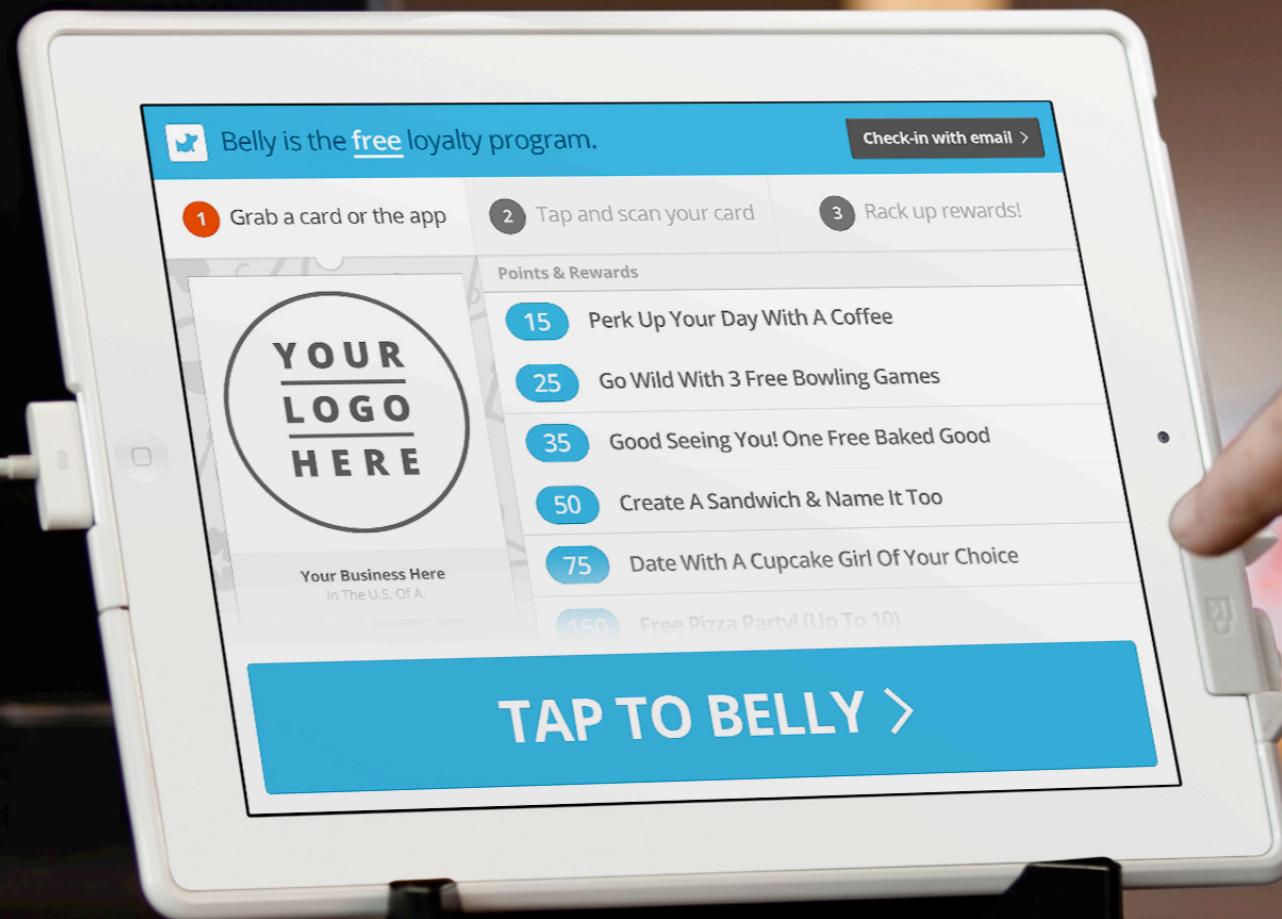 Belly is the free loyalty program.
Check-in with email >
1 Grab a card or the app
2 Tap and scan your card
3 Rack up rewards!
YOUR
LOGO
HERE
Your Business Here
In The U.S. Of A.
Points & Rewards
15 Perk Up Your Day With A Coffee
25 Go Wild With 3 Free Bowling Games
35 Good Seeing You! One Free Baked Good
50 Create A Sandwich & Name It Too
75 Date With A Cupcake Girl Of Your Choice
150 Free Pizza Party! (Up To 10)
TAP TO BELLY >